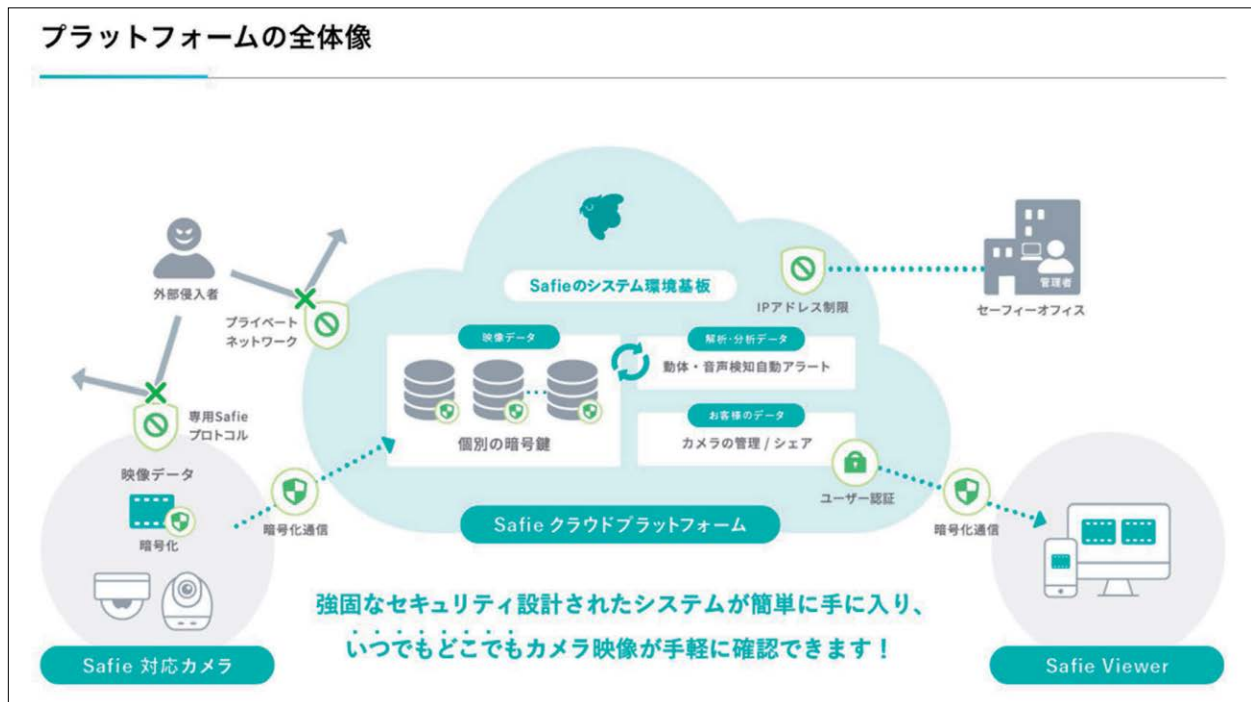 プラットフォームの全体像
外部侵入者
プライベート
ネットワーク
専用Safie
プロトコル
映像データ
暗号化
暗号化通信
Safie 対応カメラ
Safieのシステム環境基板
映像データ
個別の暗号鍵
解析・分析データ
動体・音声検知自動アラート
お客様のデータ
カメラの管理 / シェア
IPアドレス制限
管理者
セーフィーオフィス
ユーザー認証
暗号化通信
Safie クラウドプラットフォーム
Safie Viewer
強固なセキュリティ設計されたシステムが簡単に手に入り、
いつでもどこでもカメラ映像が手軽に確認できます！